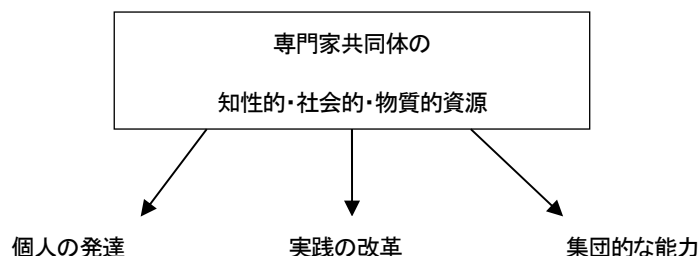 専門家共同体の
知性的・社会的・物質的資源
個人の発達 実践の改革 集団的な能力